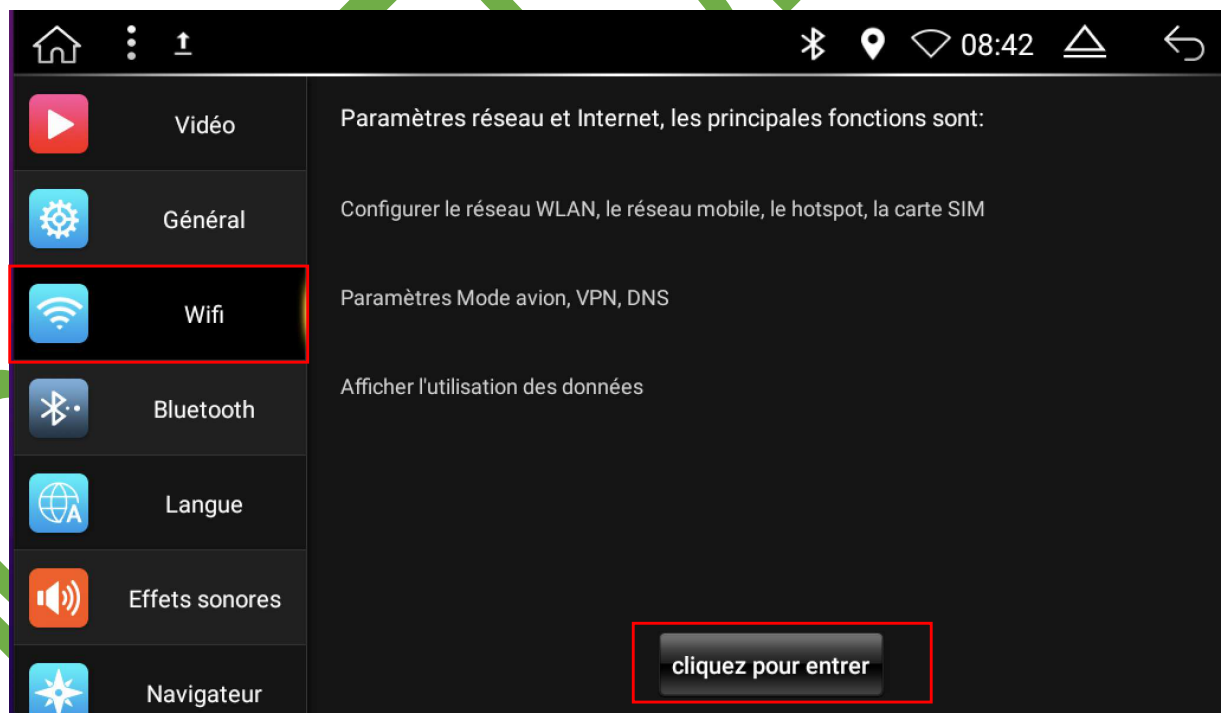 08:42
Vidéo
Général
Wifi
Bluetooth
Langue
Effets sonores
Navigateur
Paramètres réseau et Internet, les principales fonctions sont:
Configurer le réseau WLAN, le réseau mobile, le hotspot, la carte SIM
Paramètres Mode avion, VPN, DNS
Afficher l'utilisation des données
cliquez pour entrer